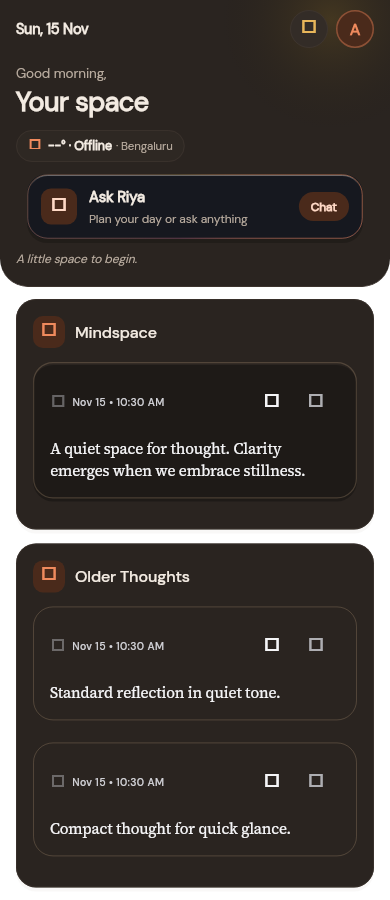 Sun, 15 Nov
A
Good morning,
Your space
--° · Offline · Bengaluru
Ask Riya
Plan your day or ask anything
Chat
A little space to begin.
Mindspace
Nov 15 • 10:30 AM
A quiet space for thought. Clarity
emerges when we embrace stillness.
Older Thoughts
Nov 15 • 10:30 AM
Standard reflection in quiet tone.
Nov 15 • 10:30 AM
Compact thought for quick glance.